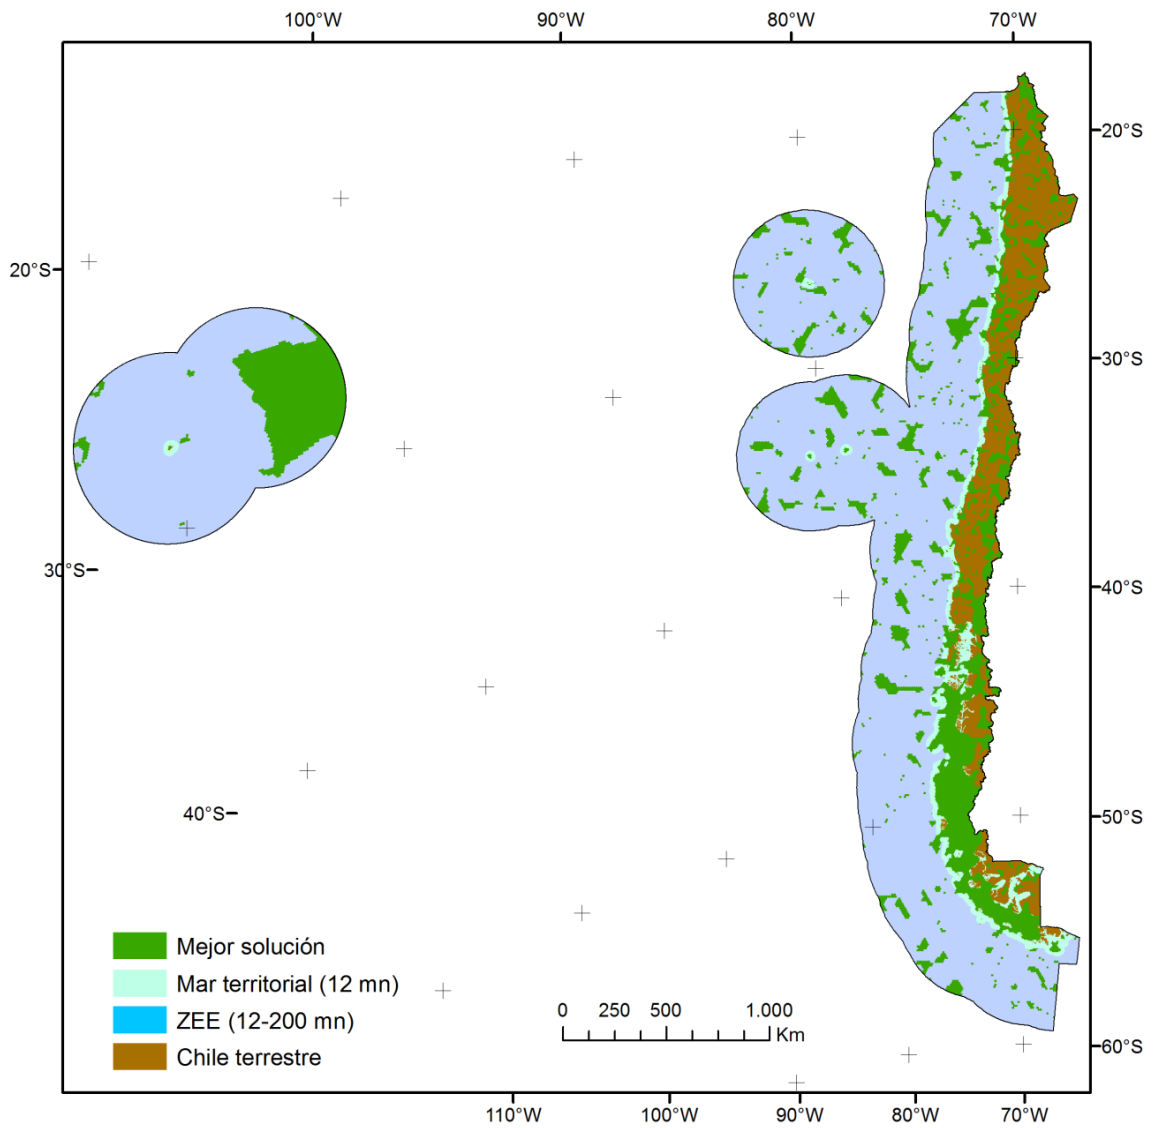 100°W 90°W 80°W 70°W
20°S
20°S
30°S
30°S
40°S
40°S
50°S
60°S
Mejor solución
Mar territorial (12 mn)
ZEE (12-200 mn)
Chile terrestre
0 250 500 1.000
Km
110°W 100°W 90°W 80°W 70°W